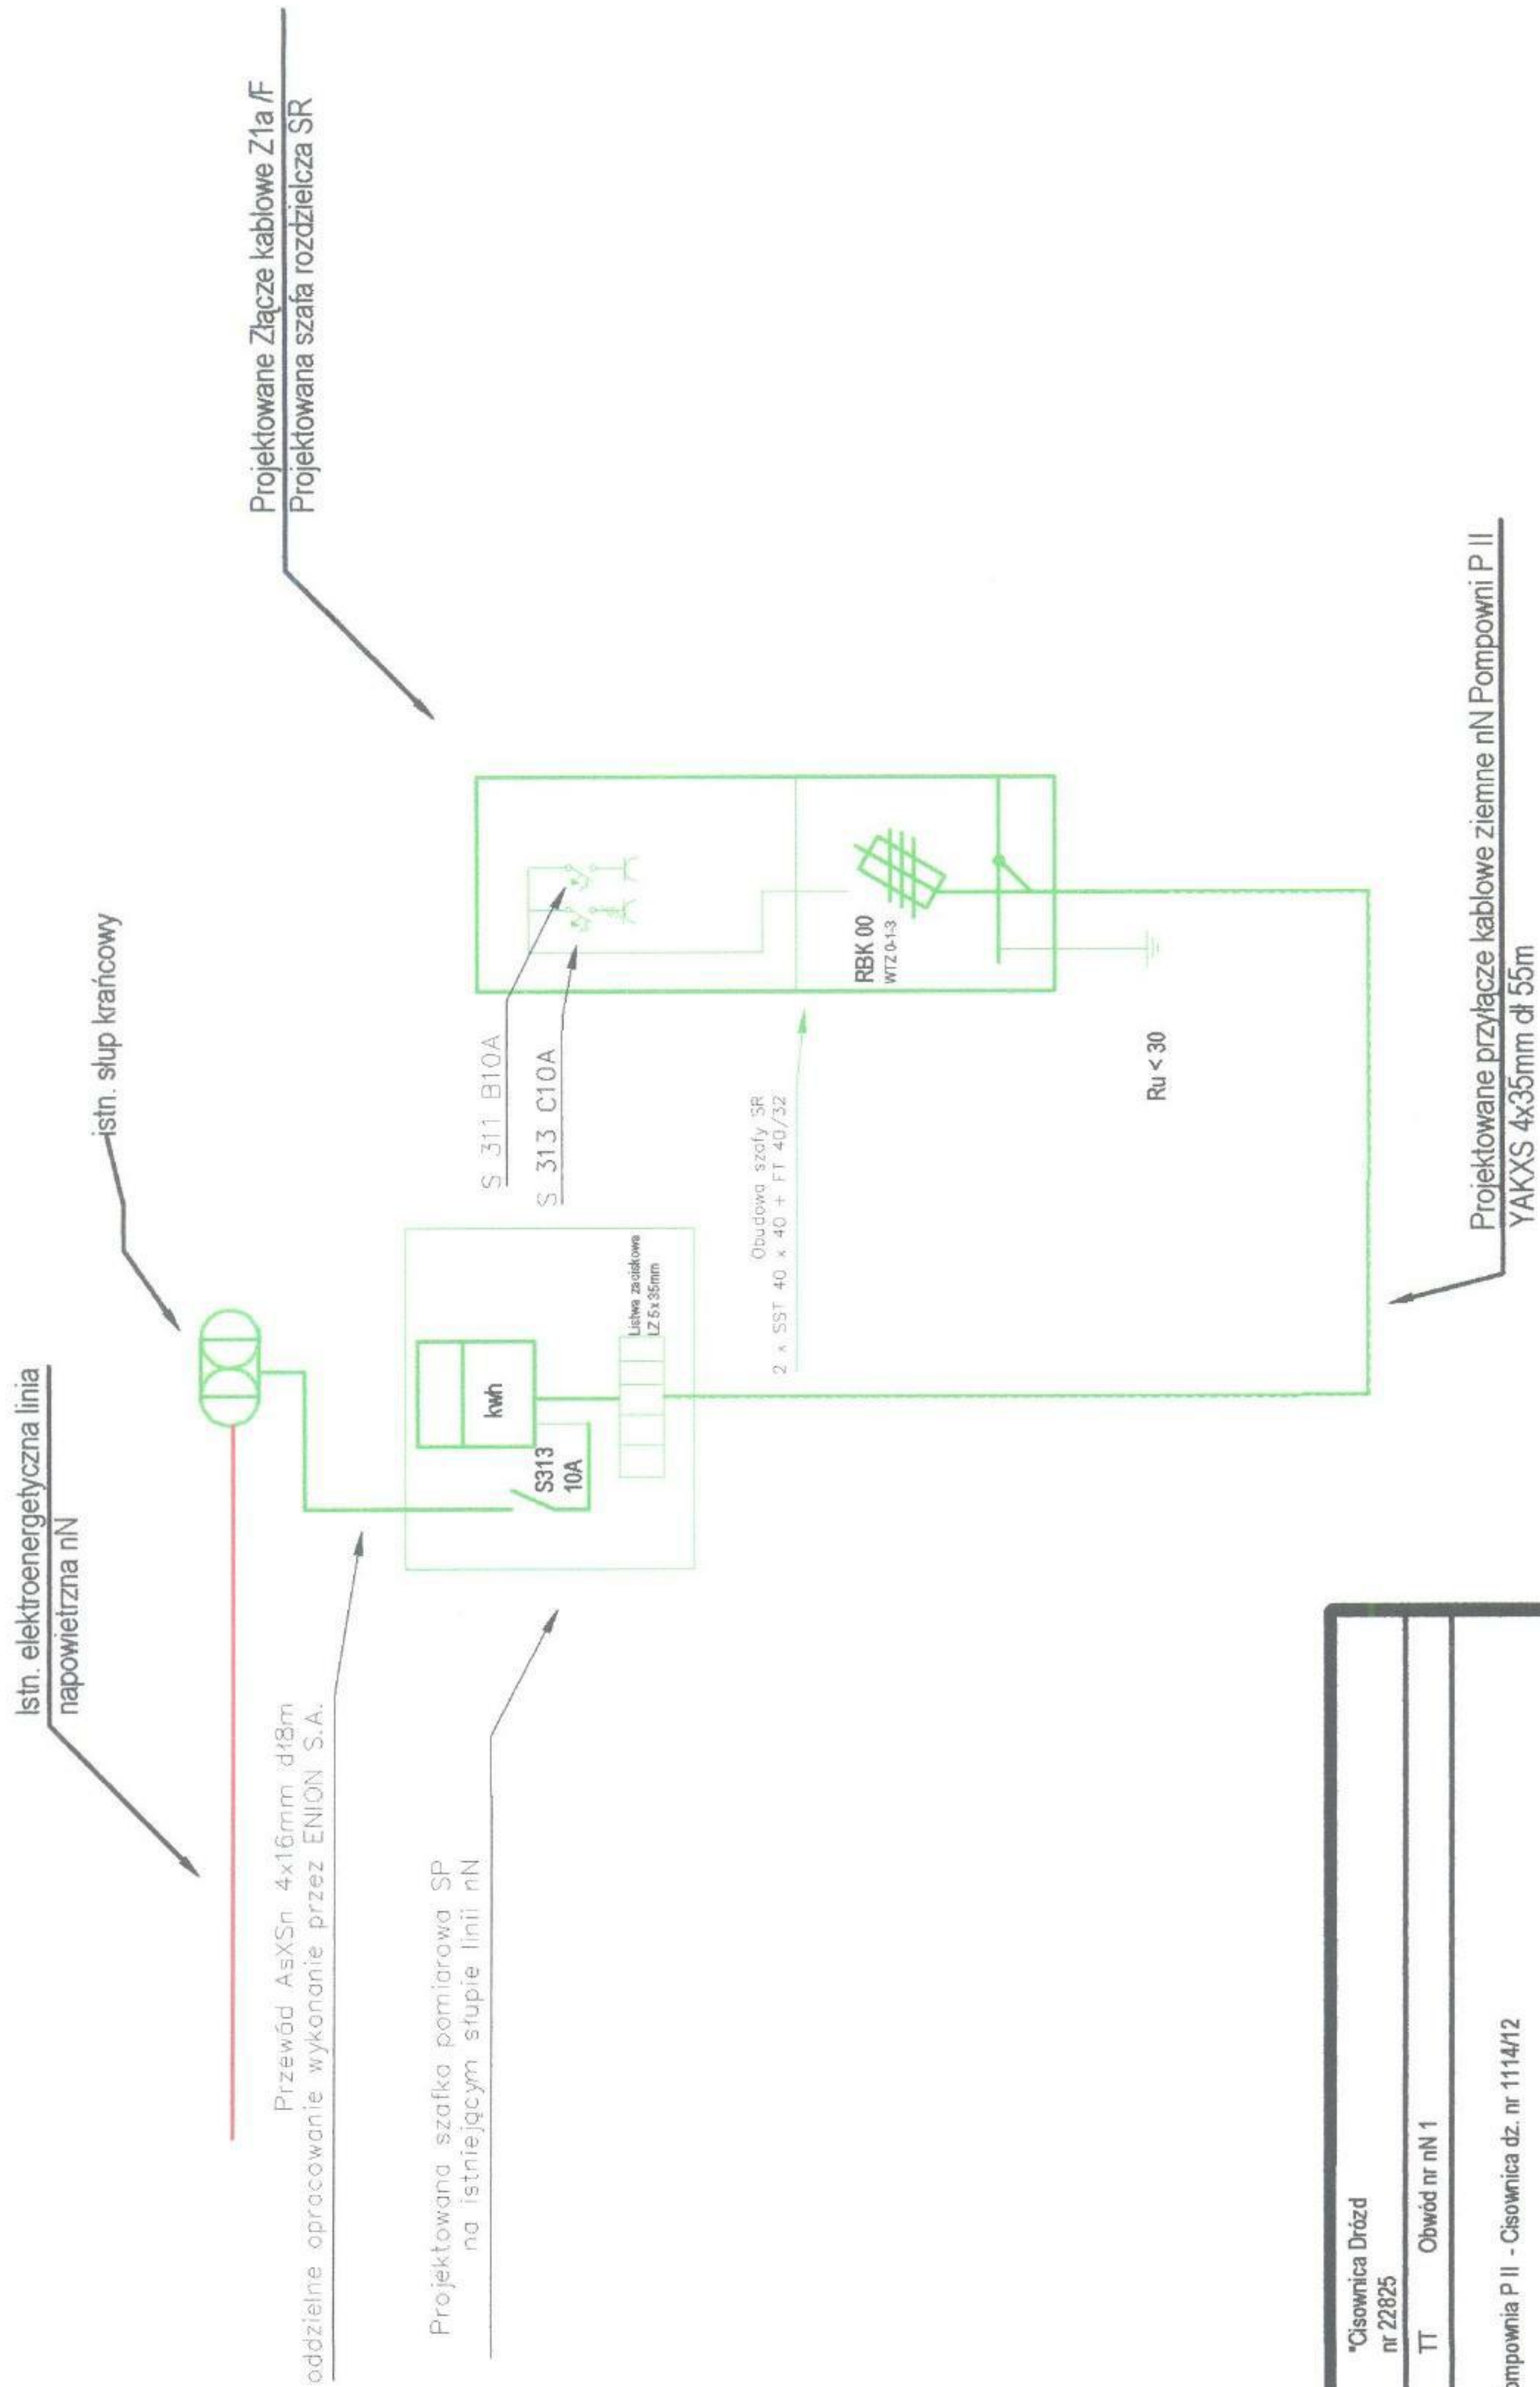 Istn. elektroenergetyczna linia
napowietrzna nN
istn. słup krańcowy
Projektowane Złącze kablowe Z1a /F
Projektowana szafa rozdzielcza SR
Przewód AsXSn 4x16mm dł8m
oddzielne opracowanie wykonanie przez ENION S.A.
Projektowana szafka pomiarowa SP
na istniejącym słupie linii nN
kwh
S313
10A
Listwa zaciskowa
LZ 5x35mm
S 311 B10A
S 313 C10A
Obudowa szafy SR
2 x SST 40 x 40 + FT 40/32
RBK 00
WTZ 0-1-3
Ru < 30
Projektowane przyłącze kablowe ziemne nN Pompowni P II
YAKXS 4x35mm dł 55m
"Cisownica Drózd
nr 22825
TT Obwód nr nN 1
ompownia P II - Cisownica dz. nr 1114/12